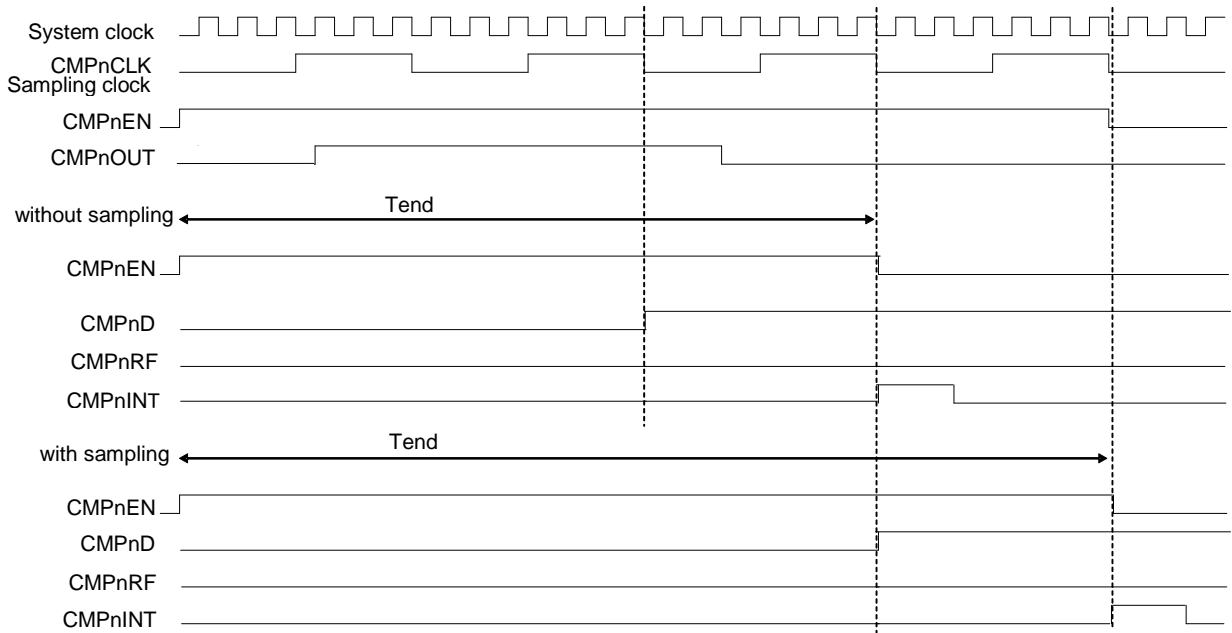 System clock
CMPnCLK
Sampling clock
CMPnEN
CMPnOUT
Tend
without sampling
CMPnEN
CMPnD
CMPnRF
CMPnINT
Tend
with sampling
CMPnEN
CMPnD
CMPnRF
CMPnINT